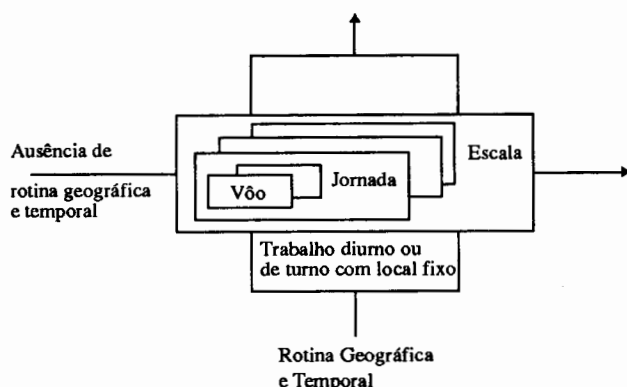 Escala
Ausência de
rotina geográfica
e temporal
Jornada
Vôo
Trabalho diurno ou
de turno com local fixo
Rotina Geográfica
e Temporal